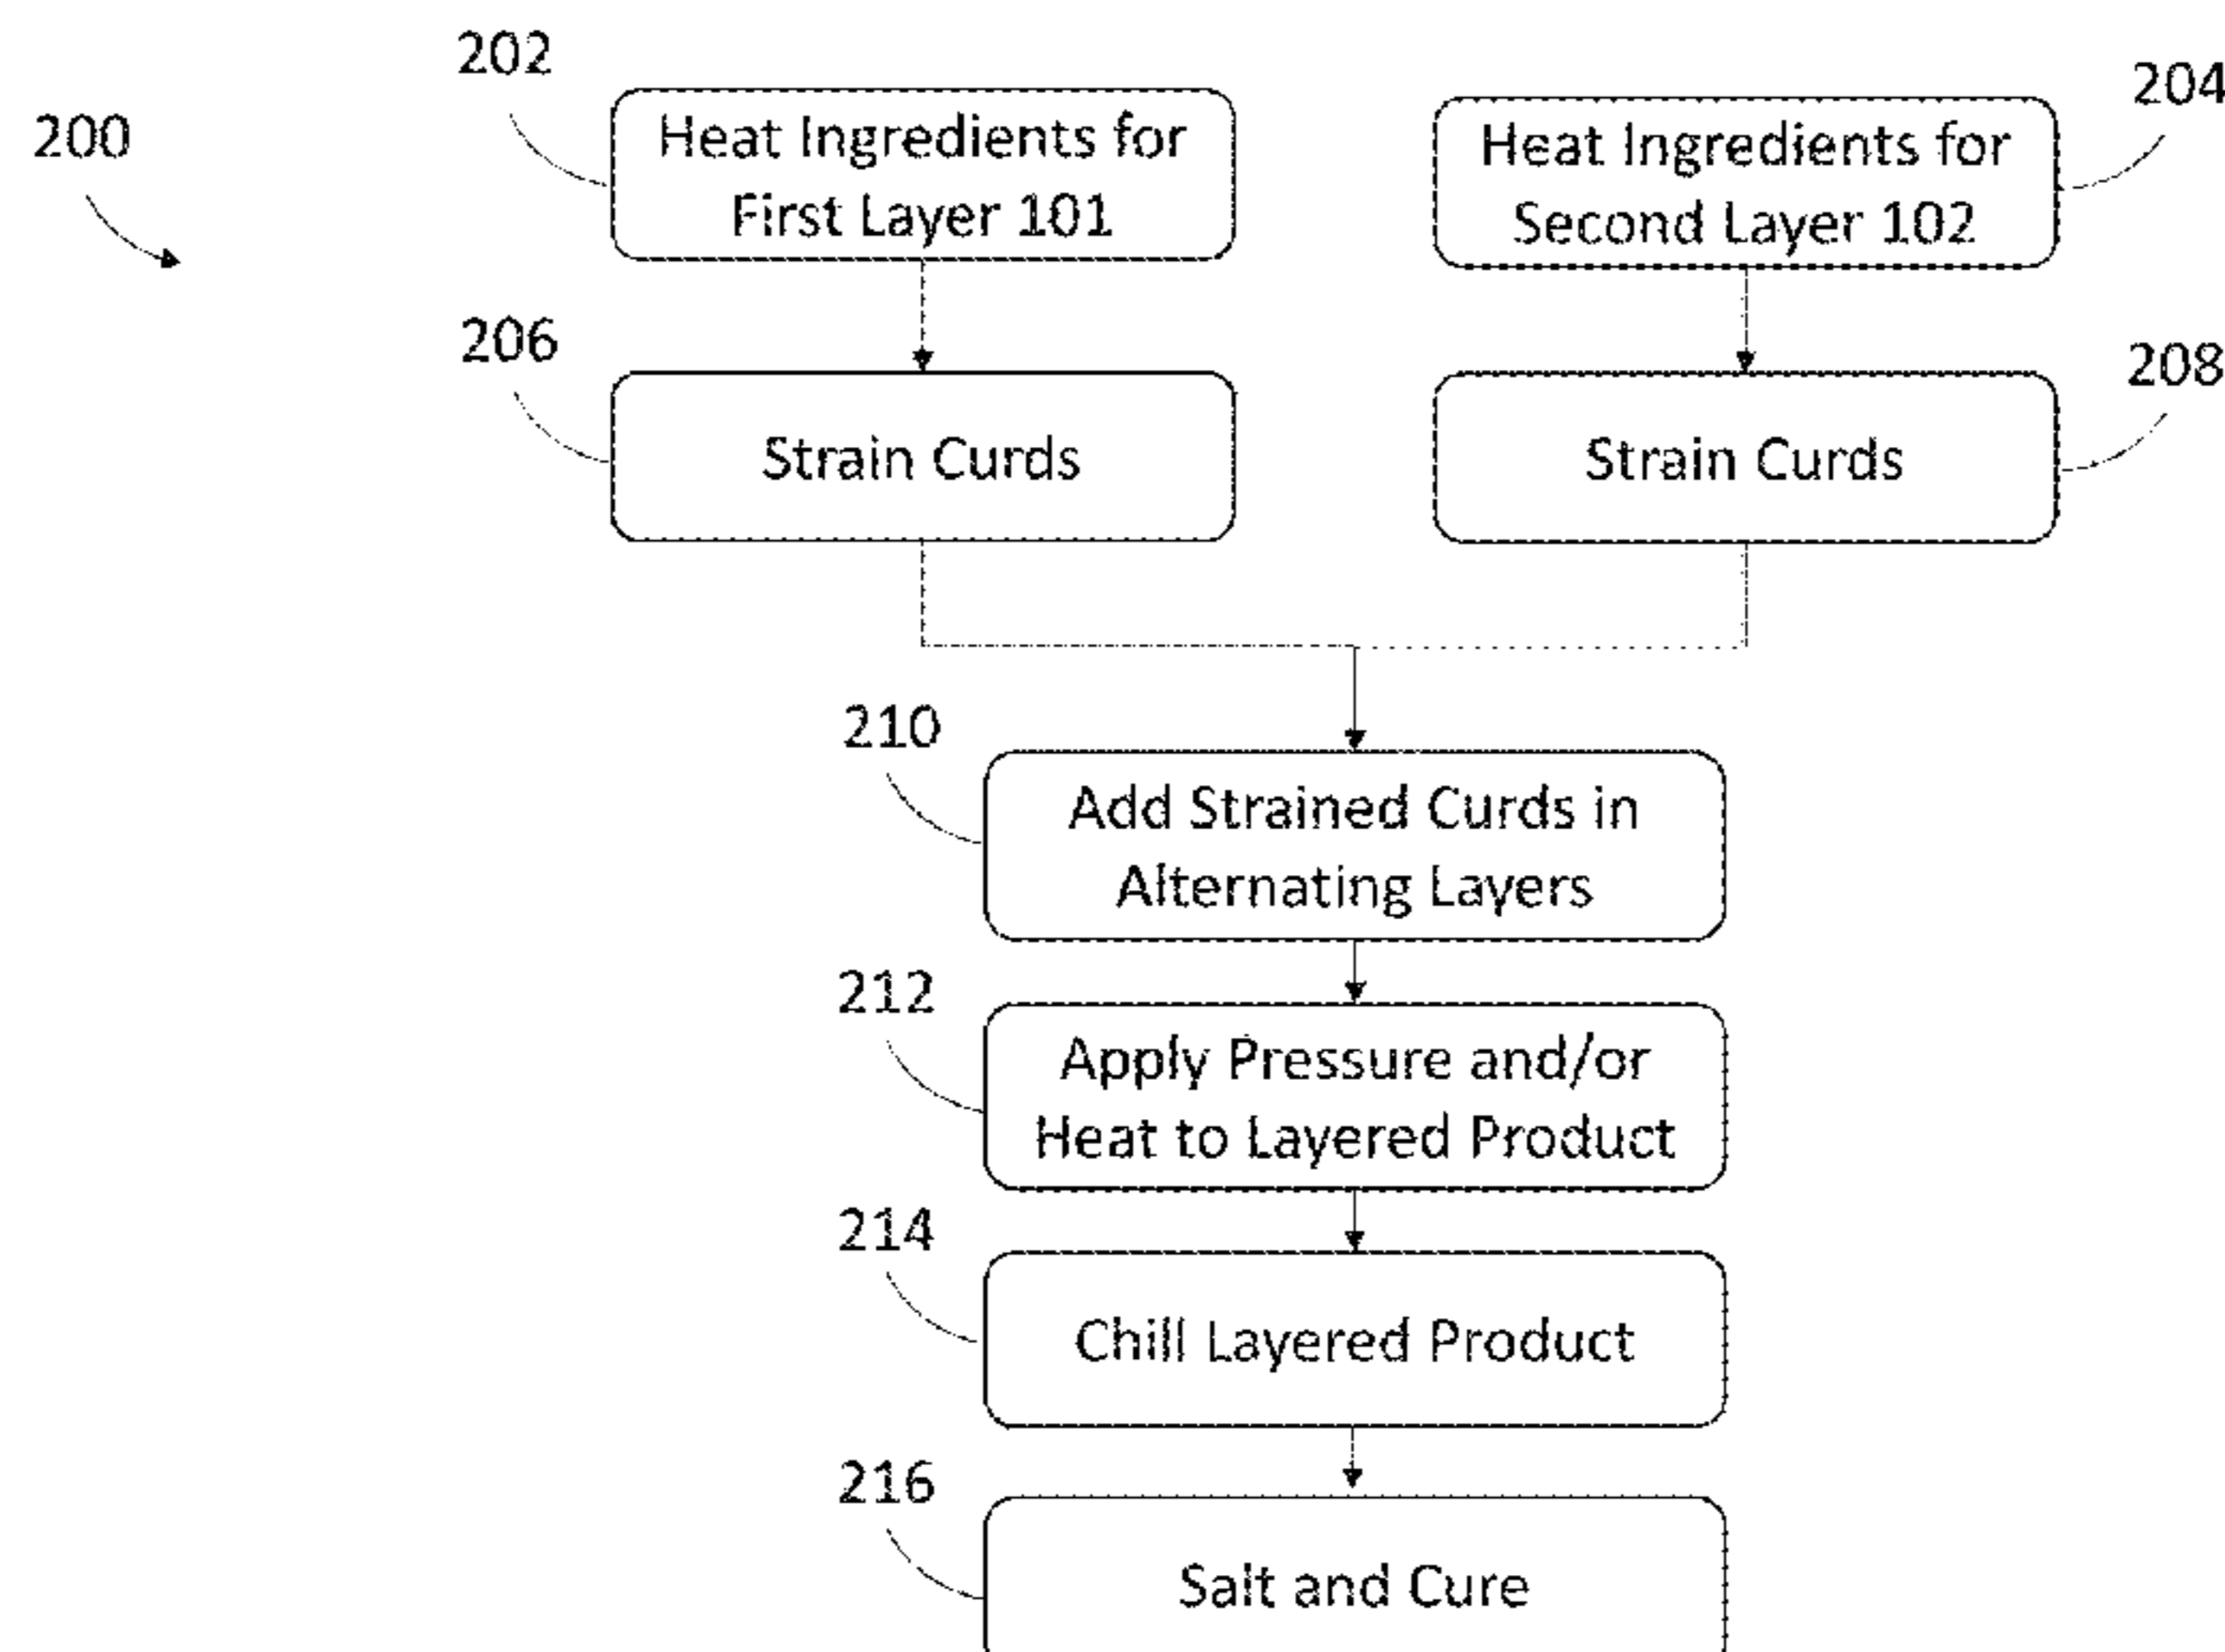 202
Heat Ingredients for
First Layer 101
204
Heat Ingredients for
Second Layer 102
200
206
Strain Curds
208
Strain Curds
210
Add Strained Curds in
Alternating Layers
212
Apply Pressure and/or
Heat to Layered Product
214
Chill Layered Product
216
Salt and Cure